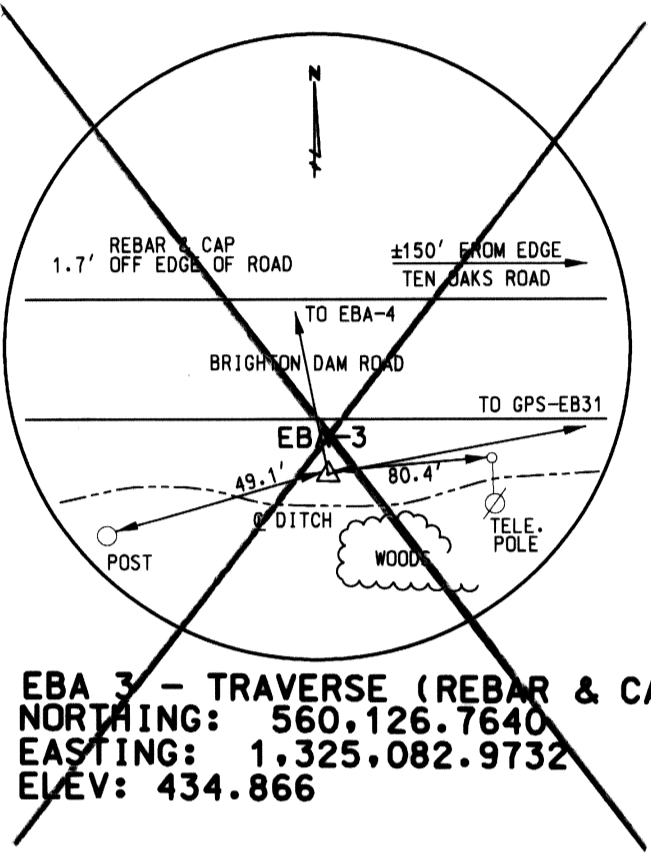 N
REBAR & CAP
1.7' OFF EDGE OF ROAD
±150' FROM EDGE
TEN OAKS ROAD
TO EBA-4
BRIGHTON DAM ROAD
TO GPS-EB31
EBA-3
49.1'
80.4'
℄ DITCH
TELE.
POLE
WOODS
POST
EBA 3 - TRAVERSE (REBAR & CA
NORTHING: 560,126.7640
EASTING: 1,325,082.9732
ELEV: 434.866